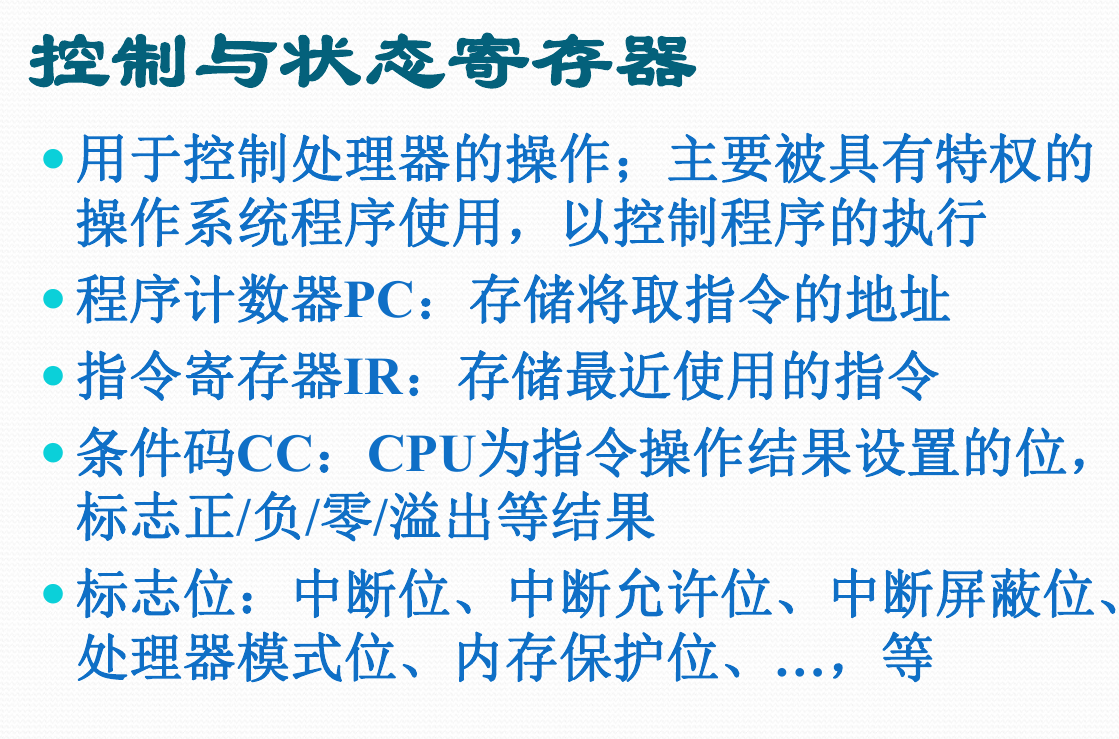 控制与状态寄存器
• 用于控制处理器的操作；主要被具有特权的
操作系统程序使用，以控制程序的执行
• 程序计数器PC：存储将取指令的地址
• 指令寄存器IR：存储最近使用的指令
• 条件码CC：CPU为指令操作结果设置的位，
标志正/负/零/溢出等结果
• 标志位：中断位、中断允许位、中断屏蔽位、
处理器模式位、内存保护位、…，等